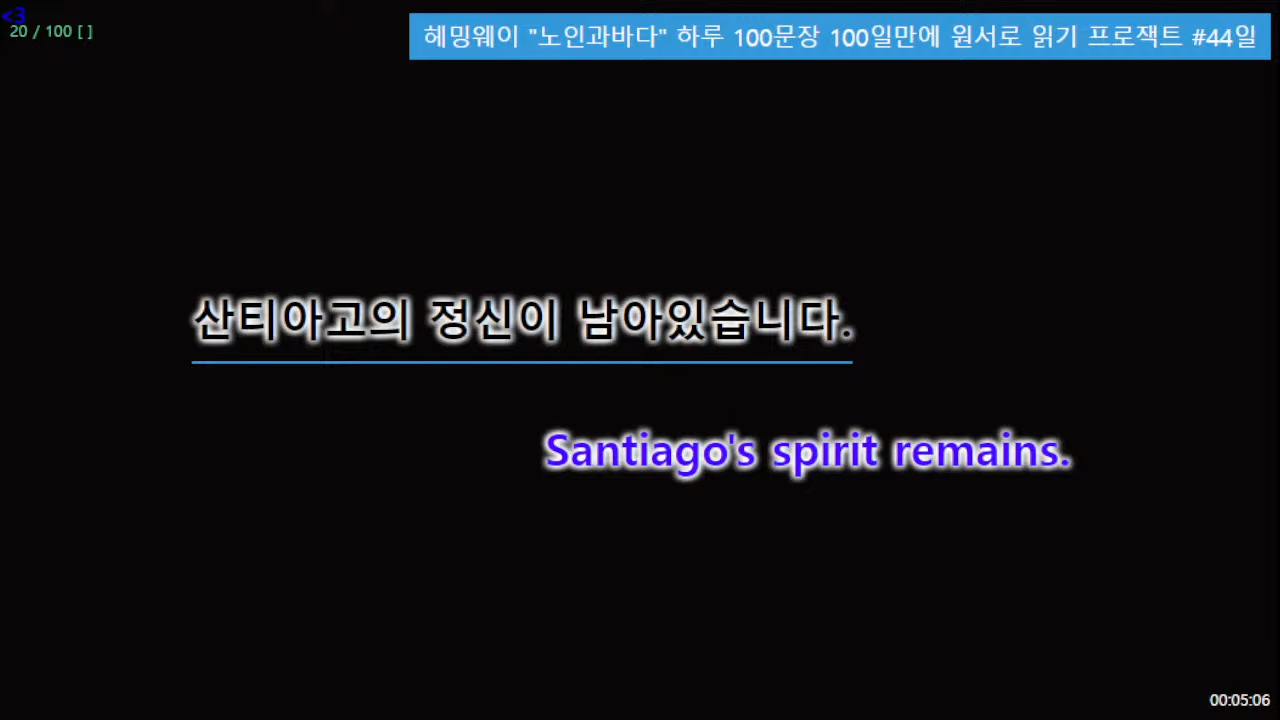 <3
20 / 100 [ ]
헤밍웨이 "노인과바다" 하루 100문장 100일만에 원서로 읽기 프로잭트 #44일
산티아고의 정신이 남아있습니다.
Santiago's spirit remains.
00:05:06